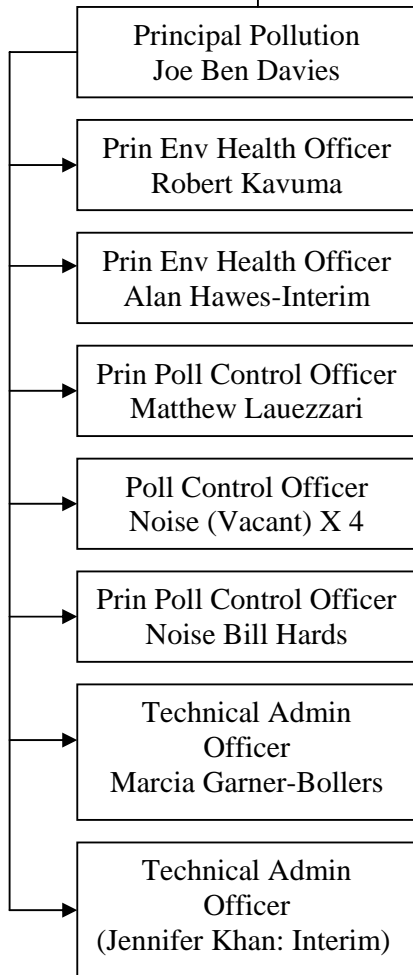 Principal Pollution
Joe Ben Davies
Prin Env Health Officer
Robert Kavuma
Prin Env Health Officer
Alan Hawes-Interim
Prin Poll Control Officer
Matthew Lauezzari
Poll Control Officer
Noise (Vacant) X 4
Prin Poll Control Officer
Noise Bill Hards
Technical Admin
Officer
Marcia Garner-Bollers
Technical Admin
Officer
(Jennifer Khan: Interim)